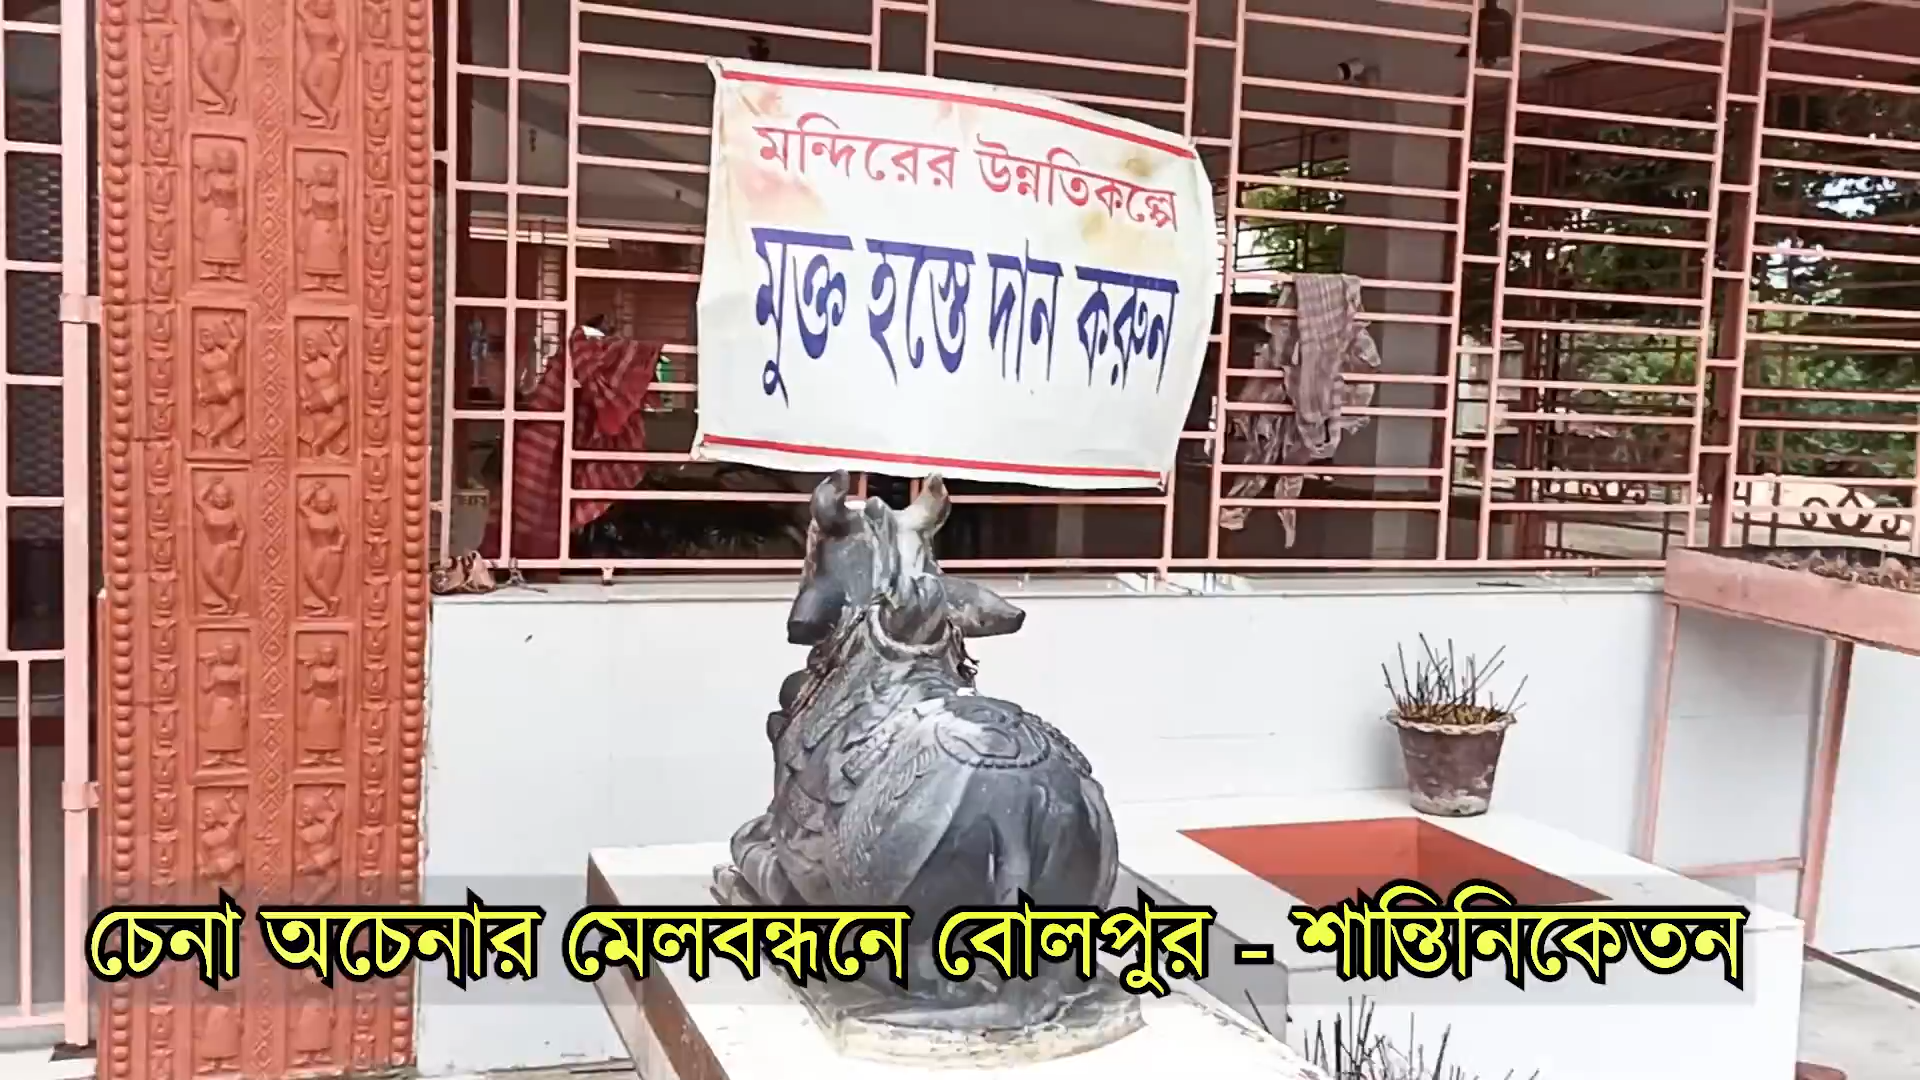 মন্দিরের উন্নতিকল্পে
মুক্ত হস্তে দান করুন
চেনা অচেনার মেলবন্ধনে বোলপুর - শান্তিনিকেতন